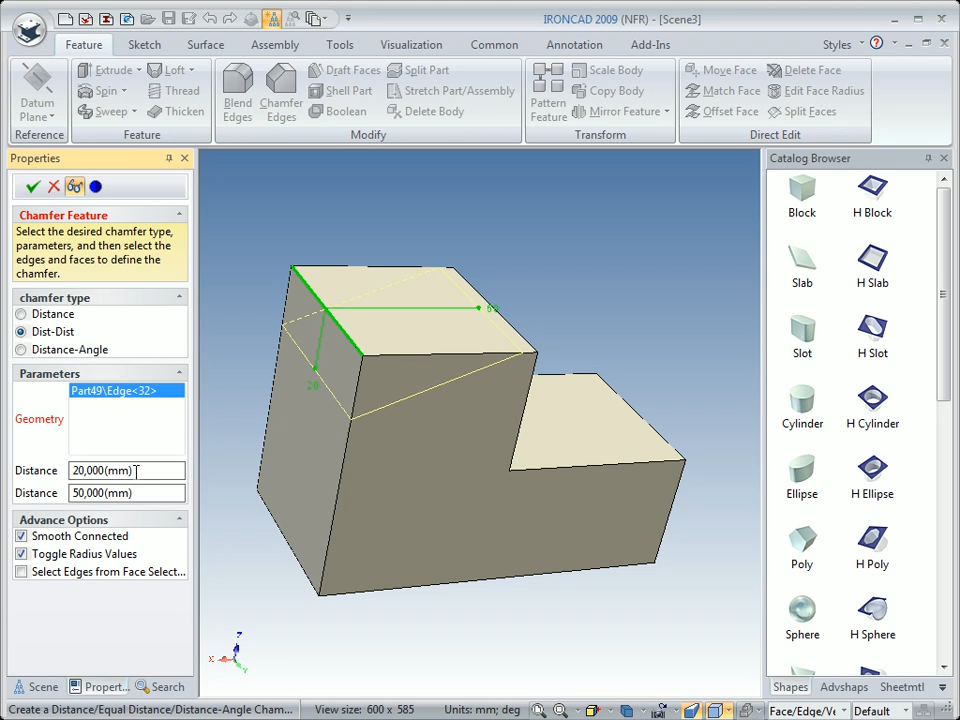 IRONCAD 2009 (NFR) - [Scene3]
Feature Sketch Surface Assembly Tools Visualization Common Annotation Add-Ins Styles
Datum Plane
Reference
Extrude Loft
Spin Thread
Sweep Thicken
Feature
Blend Edges
Chamfer Edges
Draft Faces Split Part
Shell Part Stretch Part/Assembly
Boolean Delete Body
Modify
Pattern Feature
Scale Body
Copy Body
Mirror Feature
Transform
Move Face Delete Face
Match Face Edit Face Radius
Offset Face Split Faces
Direct Edit
Properties
Chamfer Feature
Select the desired chamfer type,
parameters, and then select the
edges and faces to define the
chamfer.
chamfer type
Distance
Dist-Dist
Distance-Angle
Parameters
Part49\Edge<32>
Geometry
Distance 20,000(mm)
Distance 50,000(mm)
Advance Options
Smooth Connected
Toggle Radius Values
Select Edges from Face Select...
Scene Propert... Search
20
X
Z
Y
Catalog Browser
Block H Block
Slab H Slab
Slot H Slot
Cylinder H Cylinder
Ellipse H Ellipse
Poly H Poly
Sphere H Sphere
Shapes Advshaps Sheetmtl
Create a Distance/Equal Distance/Distance-Angle Cham... View size: 600 x 585 Units: mm; deg Face/Edge/Ve Default